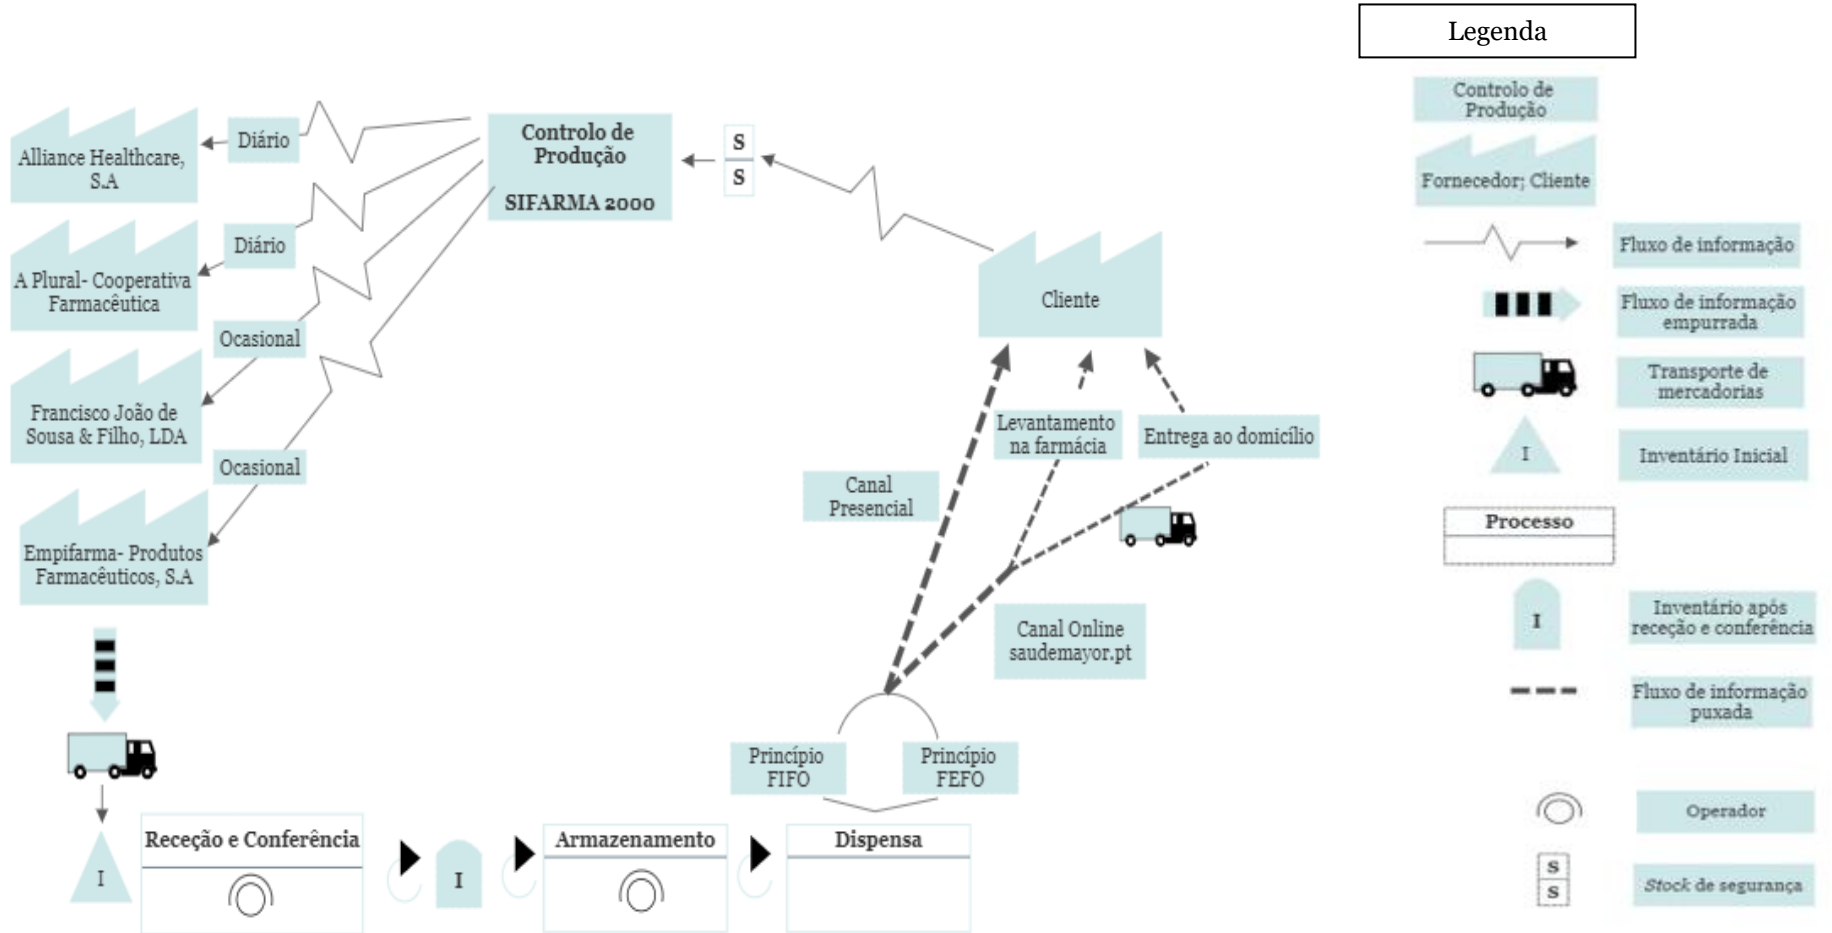 Legenda
Controlo de
Produção
Fornecedor; Cliente
Fluxo de informação
Fluxo de informação
empurrada
Transporte de
mercadorias
I
Inventário Inicial
Processo
I
Inventário após
receção e conferência
Fluxo de informação
puxada
Operador
S
S
Stock de segurança
Alliance Healthcare,
S.A
Diário
Controlo de
Produção
SIFARMA 2000
S
S
A Plural- Cooperativa
Farmacêutica
Diário
Cliente
Francisco João de
Sousa & Filho, LDA
Ocasional
Levantamento
na farmácia
Entrega ao domicílio
Ocasional
Canal
Presencial
Empifarma- Produtos
Farmacêuticos, S.A
Canal Online
saudemayor.pt
Princípio
FIFO
Princípio
FEFO
I
Receção e Conferência
I
Armazenamento
Dispensa